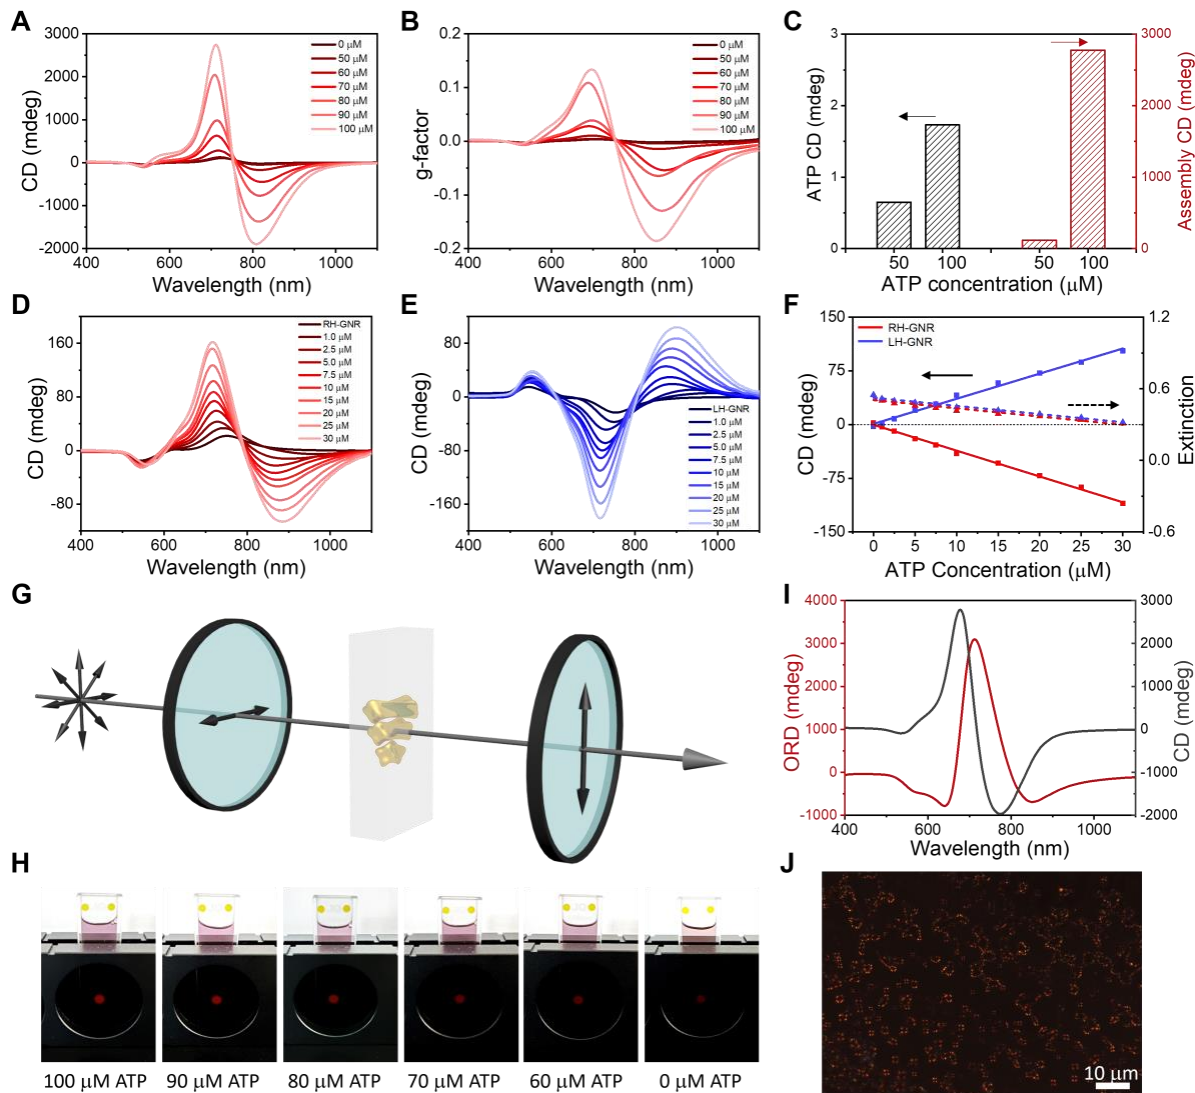 A
CD (mdeg)
3000
2000
1000
0
-1000
-2000
400 600 800 1000
Wavelength (nm)
0 μM
50 μM
60 μM
70 μM
80 μM
90 μM
100 μM
B
g-factor
0.2
0.1
0.0
-0.1
-0.2
400 600 800 1000
Wavelength (nm)
0 μM
50 μM
60 μM
70 μM
80 μM
90 μM
100 μM
C
ATP CD (mdeg)
3
2
1
0
Assembly CD (mdeg)
3000
2000
1000
0
50 100 50 100
ATP concentration (μM)
D
CD (mdeg)
160
80
0
-80
400 600 800 1000
Wavelength (nm)
RH-GNR
1.0 μM
2.5 μM
5.0 μM
7.5 μM
10 μM
15 μM
20 μM
25 μM
30 μM
E
CD (mdeg)
80
0
-80
-160
400 600 800 1000
Wavelength (nm)
LH-GNR
1.0 μM
2.5 μM
5.0 μM
7.5 μM
10 μM
15 μM
20 μM
25 μM
30 μM
F
CD (mdeg)
150
75
0
-75
-150
RH-GNR
LH-GNR
Extinction
1.2
0.6
0.0
-0.6
0 5 10 15 20 25 30
ATP Concentration (μM)
G
I
ORD (mdeg)
4000
3000
2000
1000
0
-1000
CD (mdeg)
3000
2000
1000
0
-1000
-2000
400 600 800 1000
Wavelength (nm)
H
100 μM ATP 90 μM ATP 80 μM ATP 70 μM ATP 60 μM ATP 0 μM ATP
J
10 μm